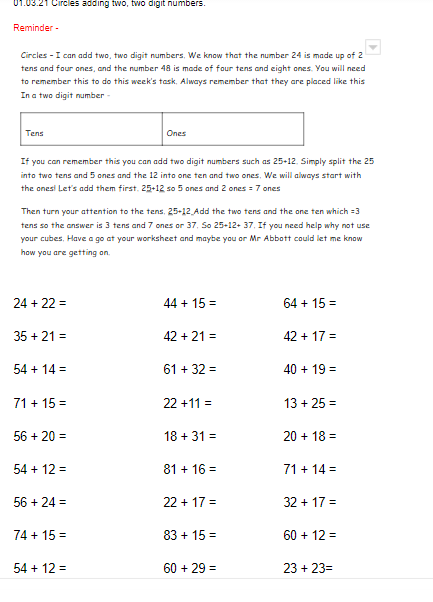 01.03.21 Circles adding two, two digit numbers.
Reminder -
Circles - I can add two, two digit numbers. We know that the number 24 is made up of 2
tens and four ones, and the number 48 is made of four tens and eight ones. You will need
to remember this to do this week's task. Always remember that they are placed like this
In a two digit number -
Tens Ones
If you can remember this you can add two digit numbers such as 25+12. Simply split the 25
into two tens and 5 ones and the 12 into one ten and two ones. We will always start with
the ones! Let's add them first. 25+12 so 5 ones and 2 ones = 7 ones
Then turn your attention to the tens. 25+12 Add the two tens and the one ten which =3
tens so the answer is 3 tens and 7 ones or 37. So 25+12+ 37. If you need help why not use
your cubes. Have a go at your worksheet and maybe you or Mr Abbott could let me know
how you are getting on.
24 + 22 = 44 + 15 = 64 + 15 =
35 + 21 = 42 + 21 = 42 + 17 =
54 + 14 = 61 + 32 = 40 + 19 =
71 + 15 = 22 +11 = 13 + 25 =
56 + 20 = 18 + 31 = 20 + 18 =
54 + 12 = 81 + 16 = 71 + 14 =
56 + 24 = 22 + 17 = 32 + 17 =
74 + 15 = 83 + 15 = 60 + 12 =
54 + 12 = 60 + 29 = 23 + 23=